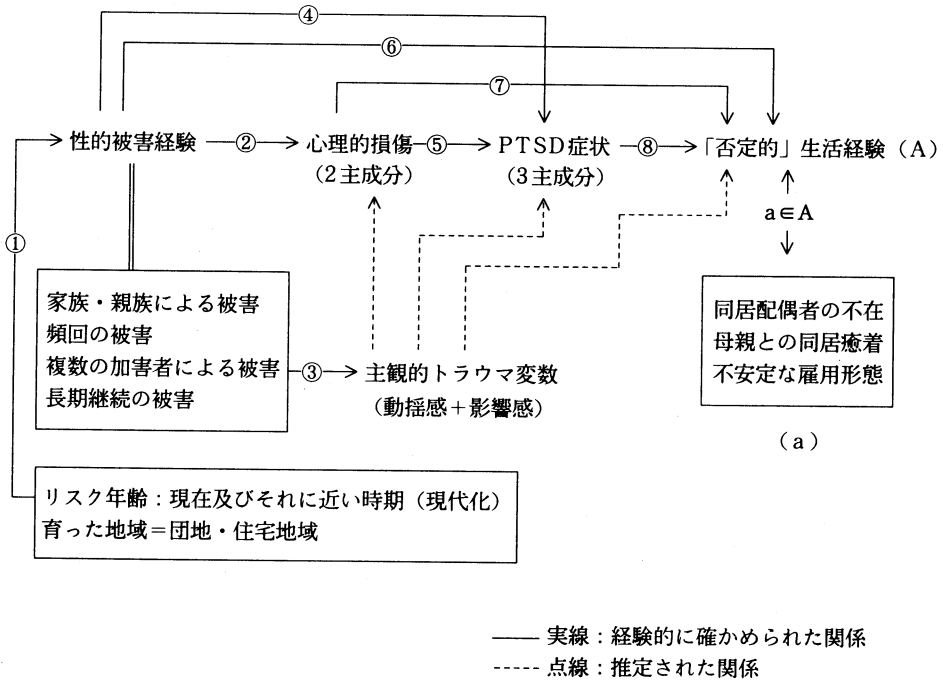 ④
⑥
⑦
性的被害経験 ② 心理的損傷 ⑤ PTSD症状 ⑧ 「否定的」生活経験（A）
（2主成分） （3主成分）
a∈A
①
家族・親族による被害
頻回の被害
複数の加害者による被害
長期継続の被害
③ 主観的トラウマ変数
（動揺感＋影響感）
同居配偶者の不在
母親との同居癒着
不安定な雇用形態
（a）
リスク年齢：現在及びそれに近い時期（現代化）
育った地域＝団地・住宅地域
実線：経験的に確かめられた関係
点線：推定された関係